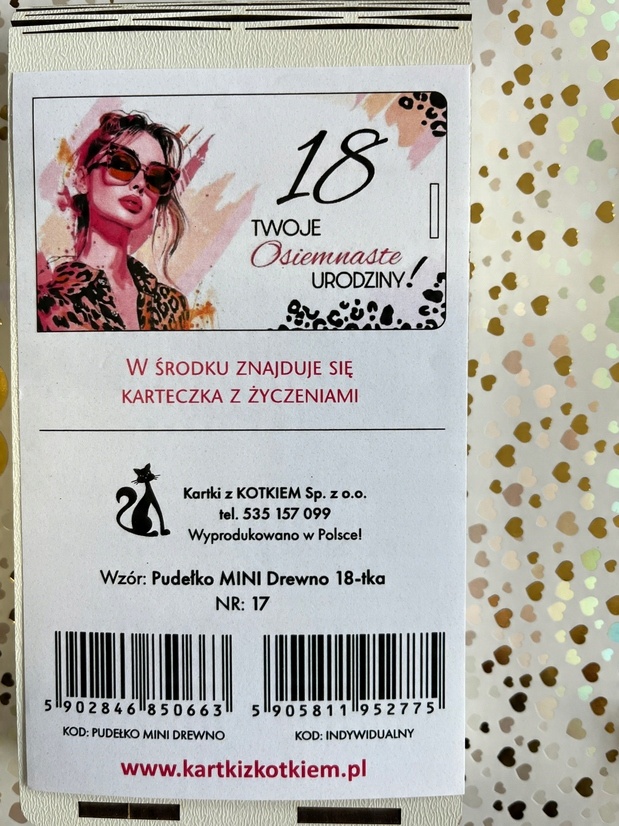 18
TWOJE
Osiemnaste
URODZINY!
W ŚRODKU ZNAJDUJE SIĘ
KARTECZKA Z ŻYCZENIAMI
Kartki z KOTKIEM Sp. z o.o.
tel. 535 157 099
Wyprodukowano w Polsce!
Wzór: Pudełko MINI Drewno 18-tka
NR: 17
5 902846 850663
5 905811 952775
KOD: PUDEŁKO MINI DREWNO
KOD: INDYWIDUALNY
www.kartkizkotkiem.pl